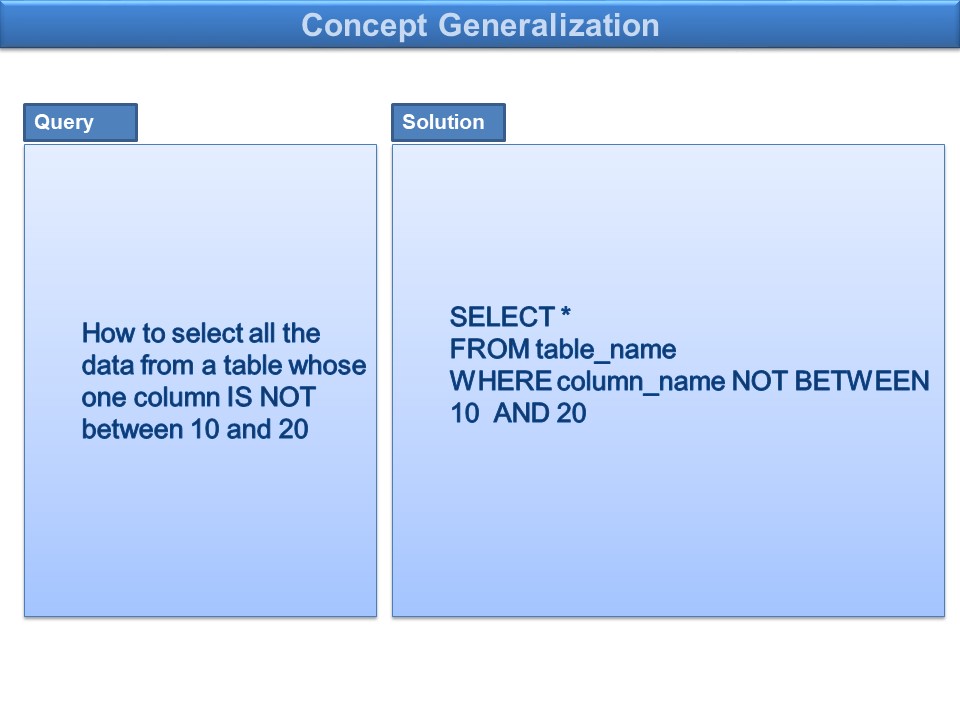 Concept Generalization
Query
Solution
How to select all the
data from a table whose
one column IS NOT
between 10 and 20
SELECT *
FROM table_name
WHERE column_name NOT BETWEEN
10  AND 20